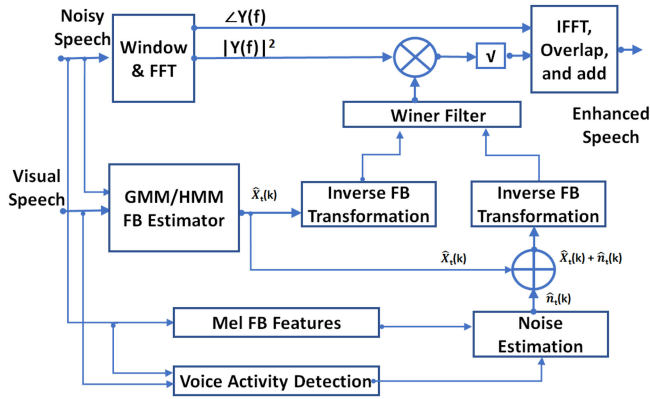 Noisy
Speech
∠Y(f)
|Y(f)|²
Window
& FFT
√
IFFT,
Overlap,
and add
Enhanced
Speech
Winer Filter
Visual
Speech
GMM/HMM
FB Estimator
X̂ₜ(k)
Inverse FB
Transformation
Inverse FB
Transformation
X̂ₜ(k)
X̂ₜ(k) + n̂ₜ(k)
n̂ₜ(k)
Mel FB Features
Noise
Estimation
Voice Activity Detection